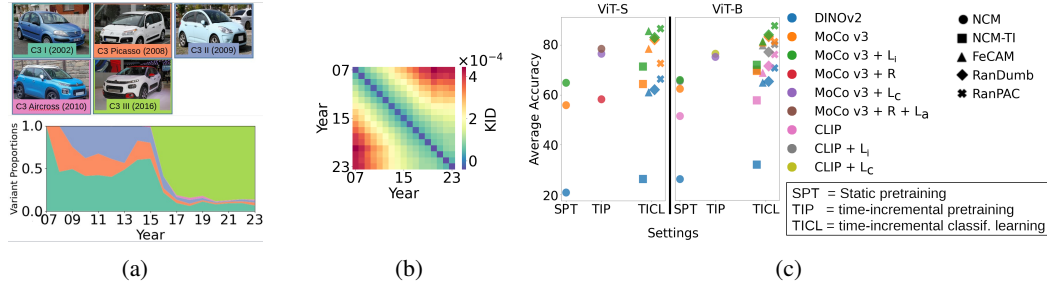 C3 I (2002)
C3 Picasso (2008)
C3 II (2009)
C3 Aircross (2010)
C3 III (2016)
Variant Proportions
1.0
0.5
0.0
07 09 11 13 15 17 19 21 23
Year
(a)
Year
07
15
23
07 15 23
Year
×10⁻⁴
4
2
0
KID
(b)
ViT-S ViT-B
Average Accuracy
80
60
40
20
SPT TIP TICL SPT TIP TICL
Settings
DINOv2
MoCo v3
MoCo v3 + Li
MoCo v3 + R
MoCo v3 + Lc
MoCo v3 + R + La
CLIP
CLIP + Li
CLIP + Lc
NCM
NCM-TI
FeCAM
RanDumb
RanPAC
SPT = Static pretraining
TIP = time-incremental pretraining
TICL = time-incremental classif. learning
(c)